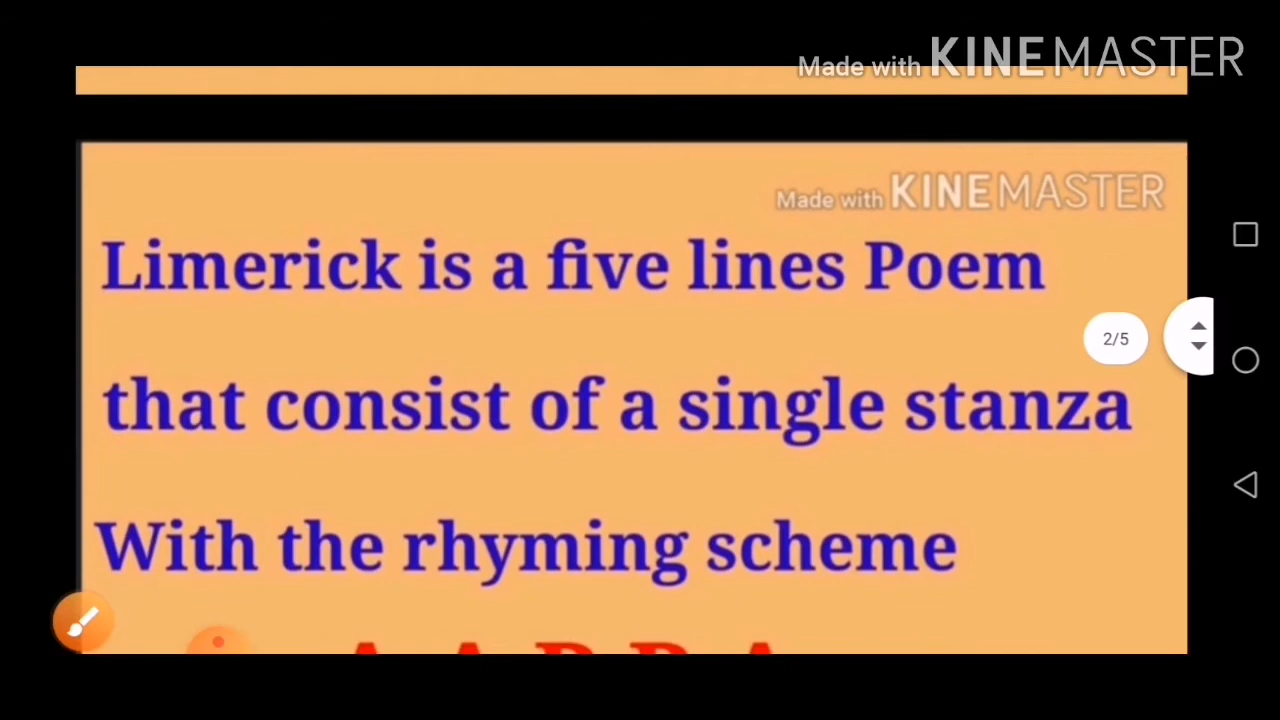 Made with KINEMASTER
Made with KINEMASTER
Limerick is a five lines Poem
2/5
that consist of a single stanza
With the rhyming scheme